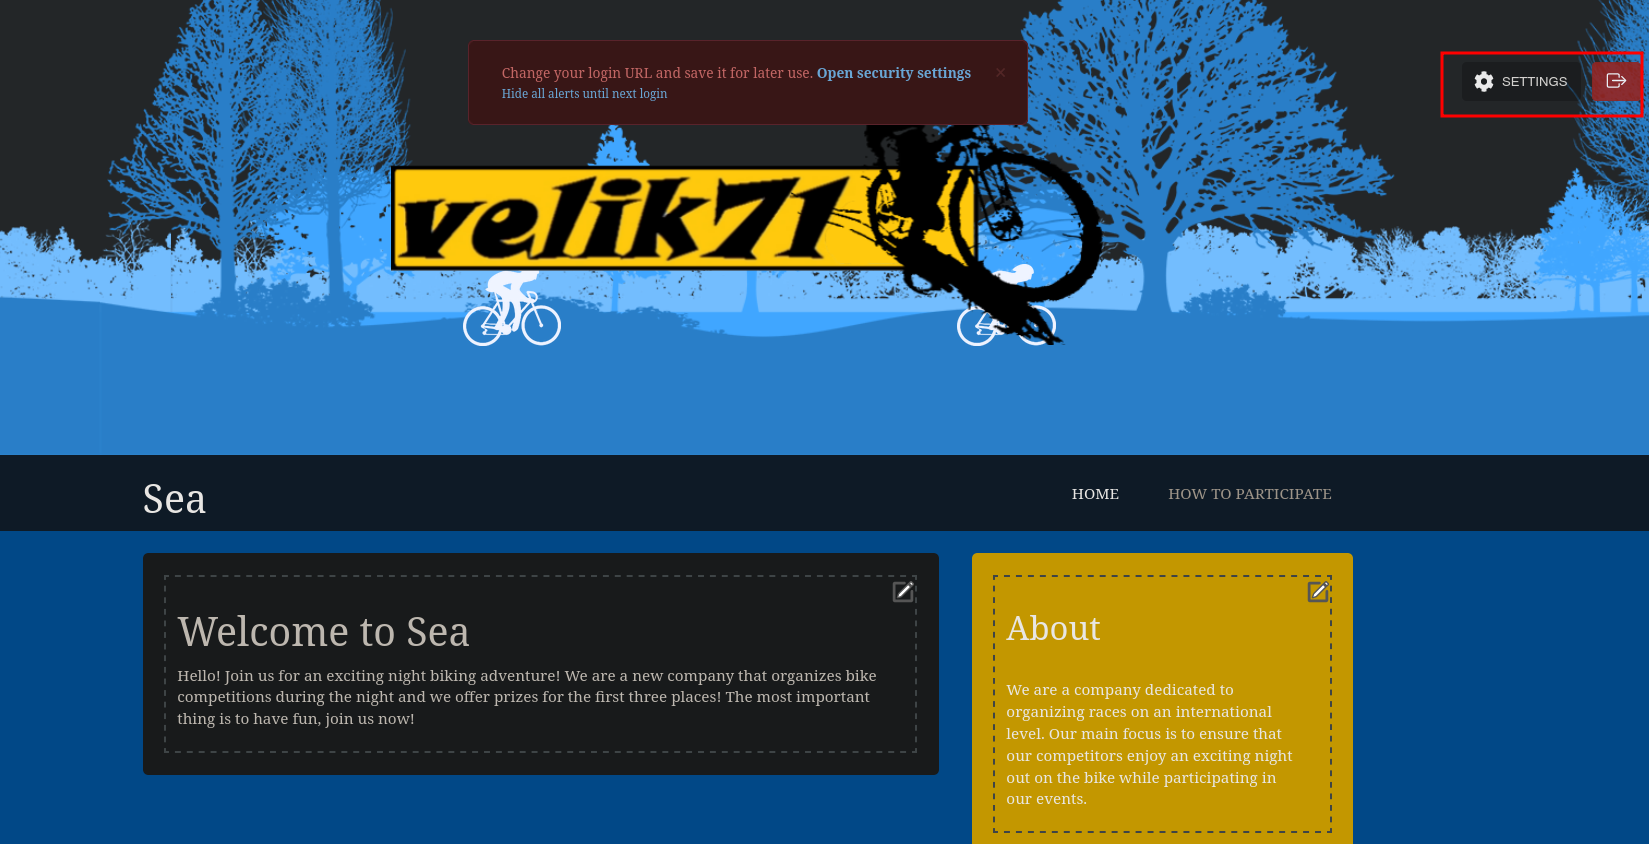 Change your login URL and save it for later use. Open security settings
Hide all alerts until next login
×
SETTINGS
velik71
Sea
HOME
HOW TO PARTICIPATE
Welcome to Sea
Hello! Join us for an exciting night biking adventure! We are a new company that organizes bike
competitions during the night and we offer prizes for the first three places! The most important
thing is to have fun, join us now!
About
We are a company dedicated to
organizing races on an international
level. Our main focus is to ensure that
our competitors enjoy an exciting night
out on the bike while participating in
our events.